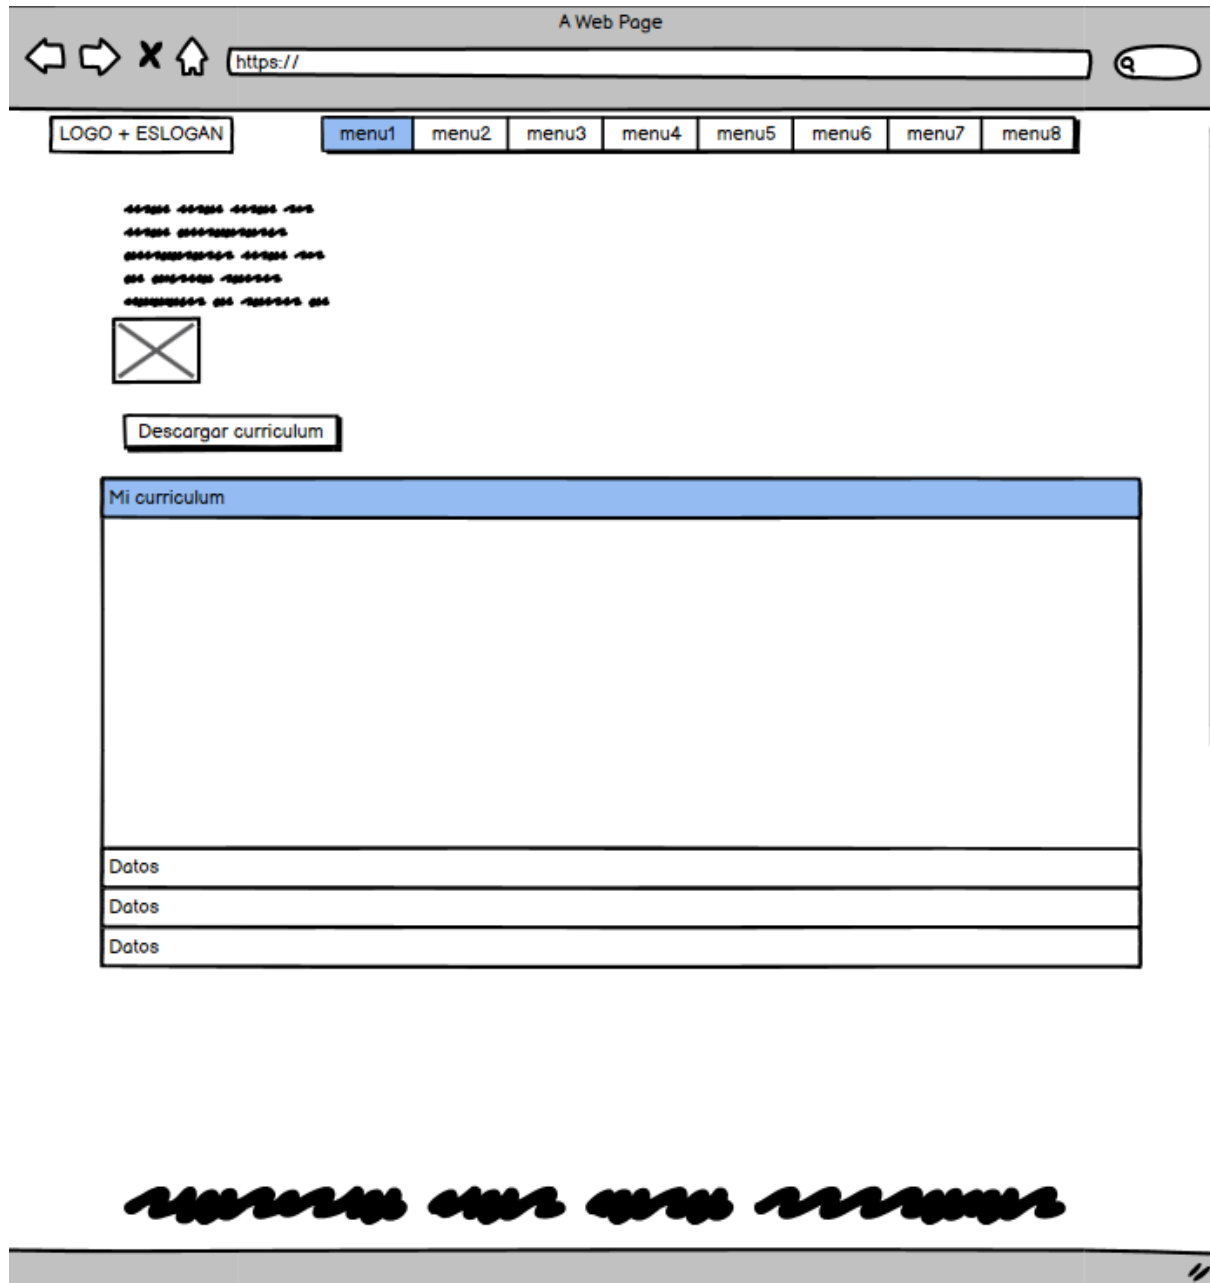 A Web Page
https://
LOGO + ESLOGAN
menu1 menu2 menu3 menu4 menu5 menu6 menu7 menu8
Descargar curriculum
Mi curriculum
Datos
Datos
Datos